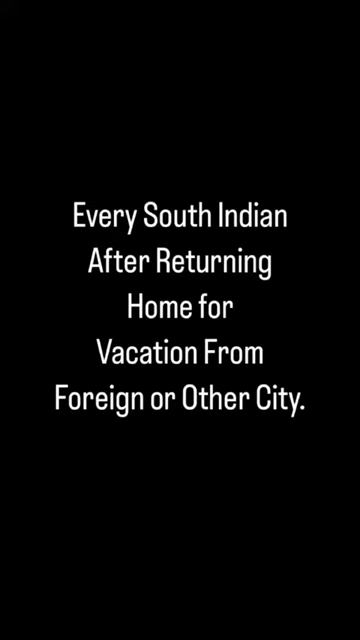 Every South Indian
After Returning
Home for
Vacation From
Foreign or Other City.